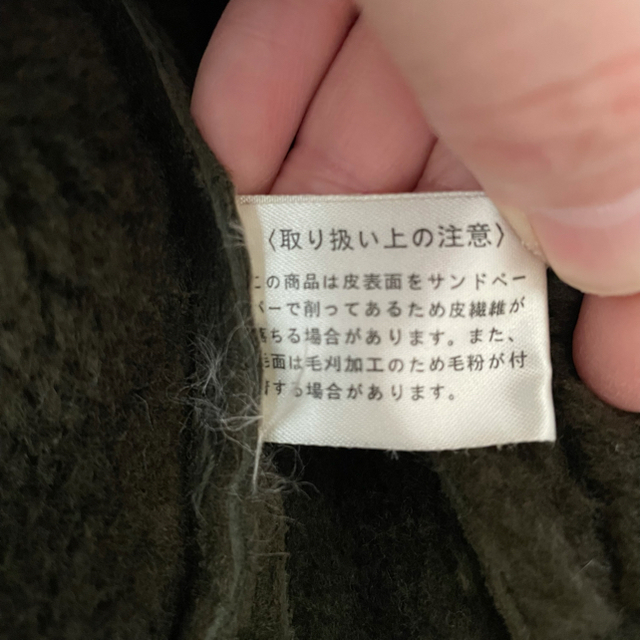 〈取り扱い上の注意〉
この商品は皮表面をサンドペー
パーで削ってあるため皮繊維が
落ちる場合があります。また、
毛面は毛刈加工のため毛粉が付
着する場合があります。